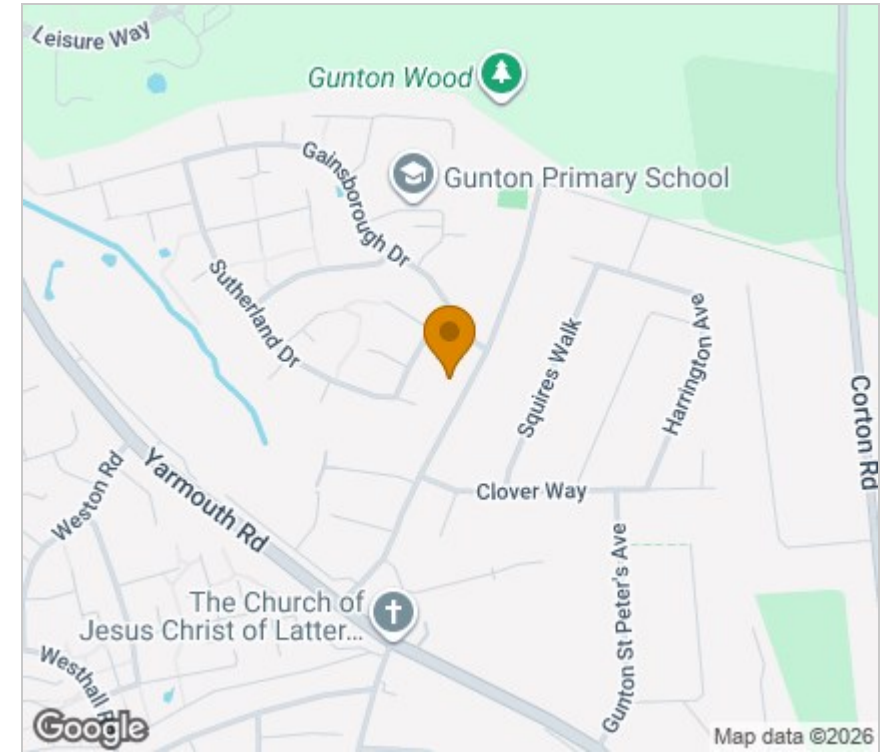 Leisure Way
Gunton Wood
Gainsborough Dr
Gunton Primary School
Sutherland Dr
Squires Walk
Harrington Ave
Corton Rd
Weston Rd
Yarmouth Rd
Clover Way
Gunton St Peter's Ave
The Church of
Jesus Christ of Latter...
Westhall R
Google
Map data ©2026